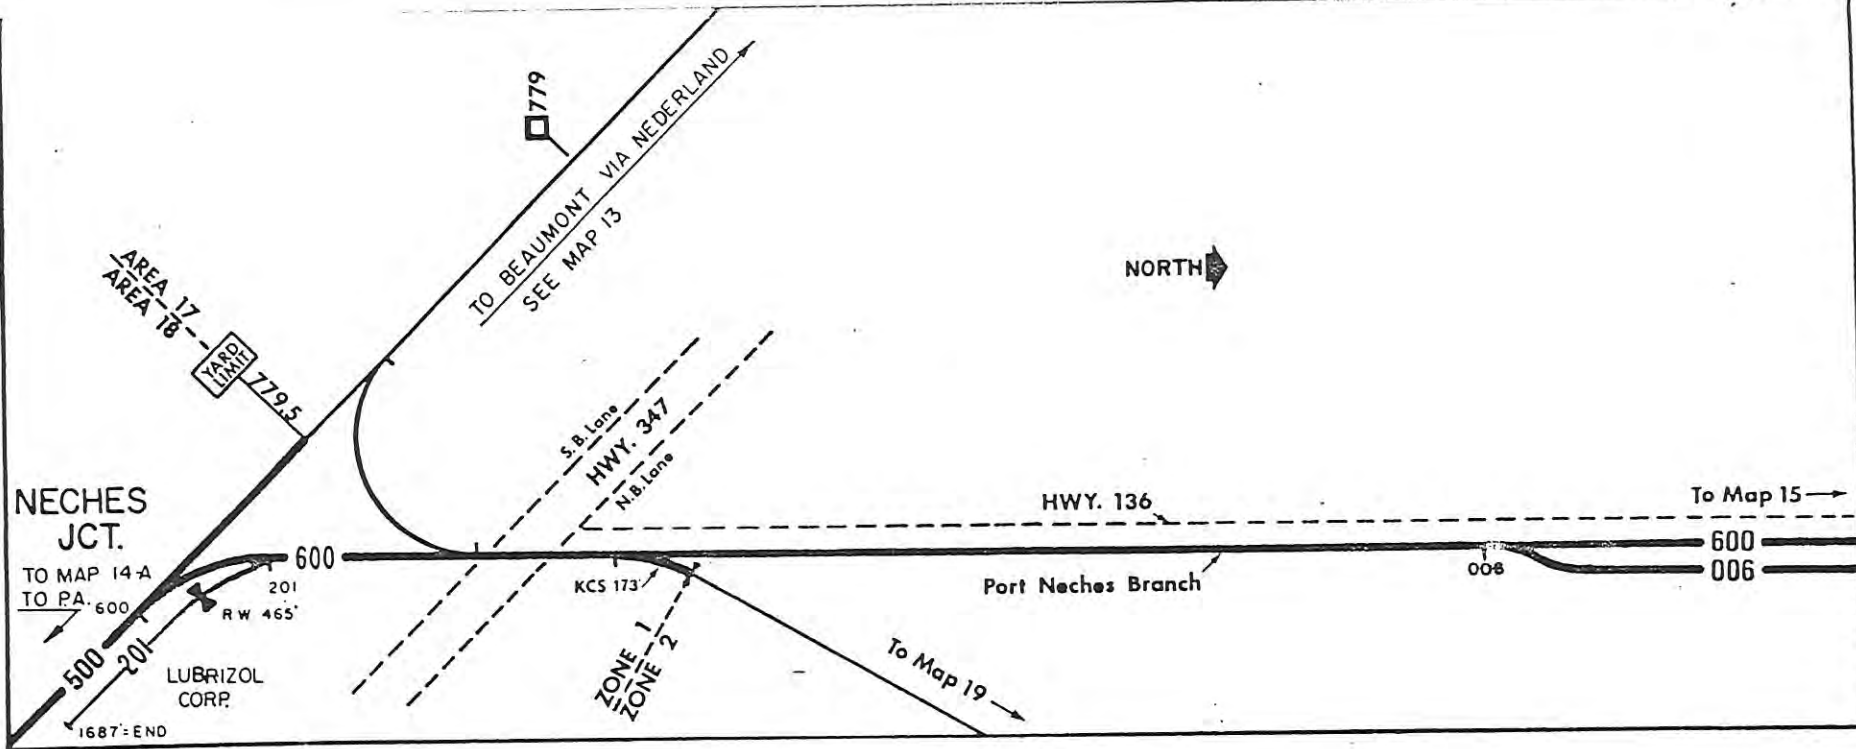 779
TO BEAUMONT VIA NEDERLAND
SEE MAP 13
AREA 17
AREA 18
YARD
LIMIT
779.5
NORTH
S.B. Lane
HWY. 347
N.B. Lane
NECHES
JCT.
TO MAP 14-A
TO P.A.
600
600
201
RW 465'
500
201
LUBRIZOL
CORP.
1687'=END
KCS 173'
ZONE 1
ZONE 2
To Map 19
Port Neches Branch
HWY. 136
To Map 15
006
600
006